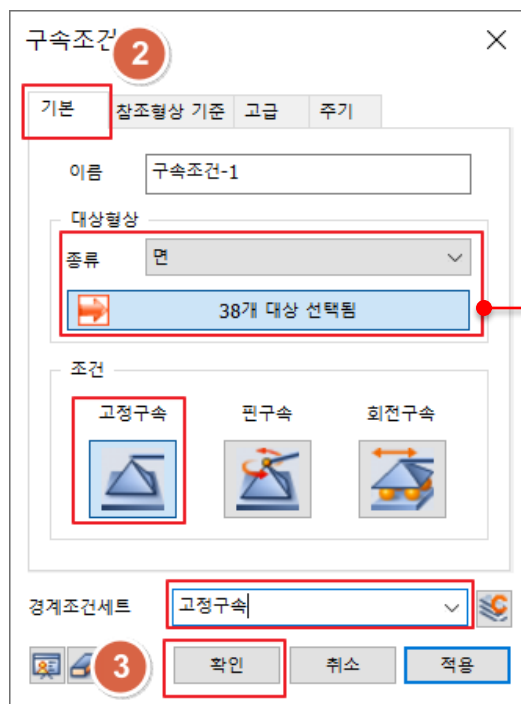 구속조건
2
기본 참조형상 기준 고급 주기
이름 구속조건-1
대상형상
종류 면
38개 대상 선택됨
조건
고정구속 핀구속 회전구속
경계조건세트 고정구속
3 확인 취소 적용